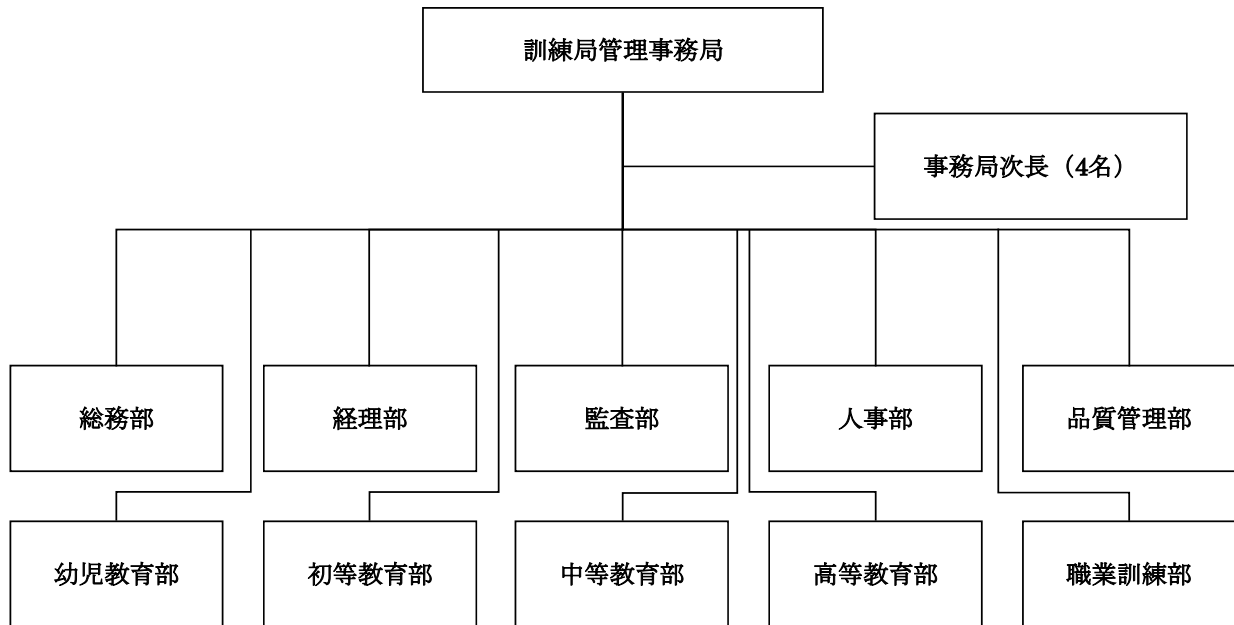 訓練局管理事務局
事務局次長（4名）
総務部
経理部
監査部
人事部
品質管理部
幼児教育部
初等教育部
中等教育部
高等教育部
職業訓練部